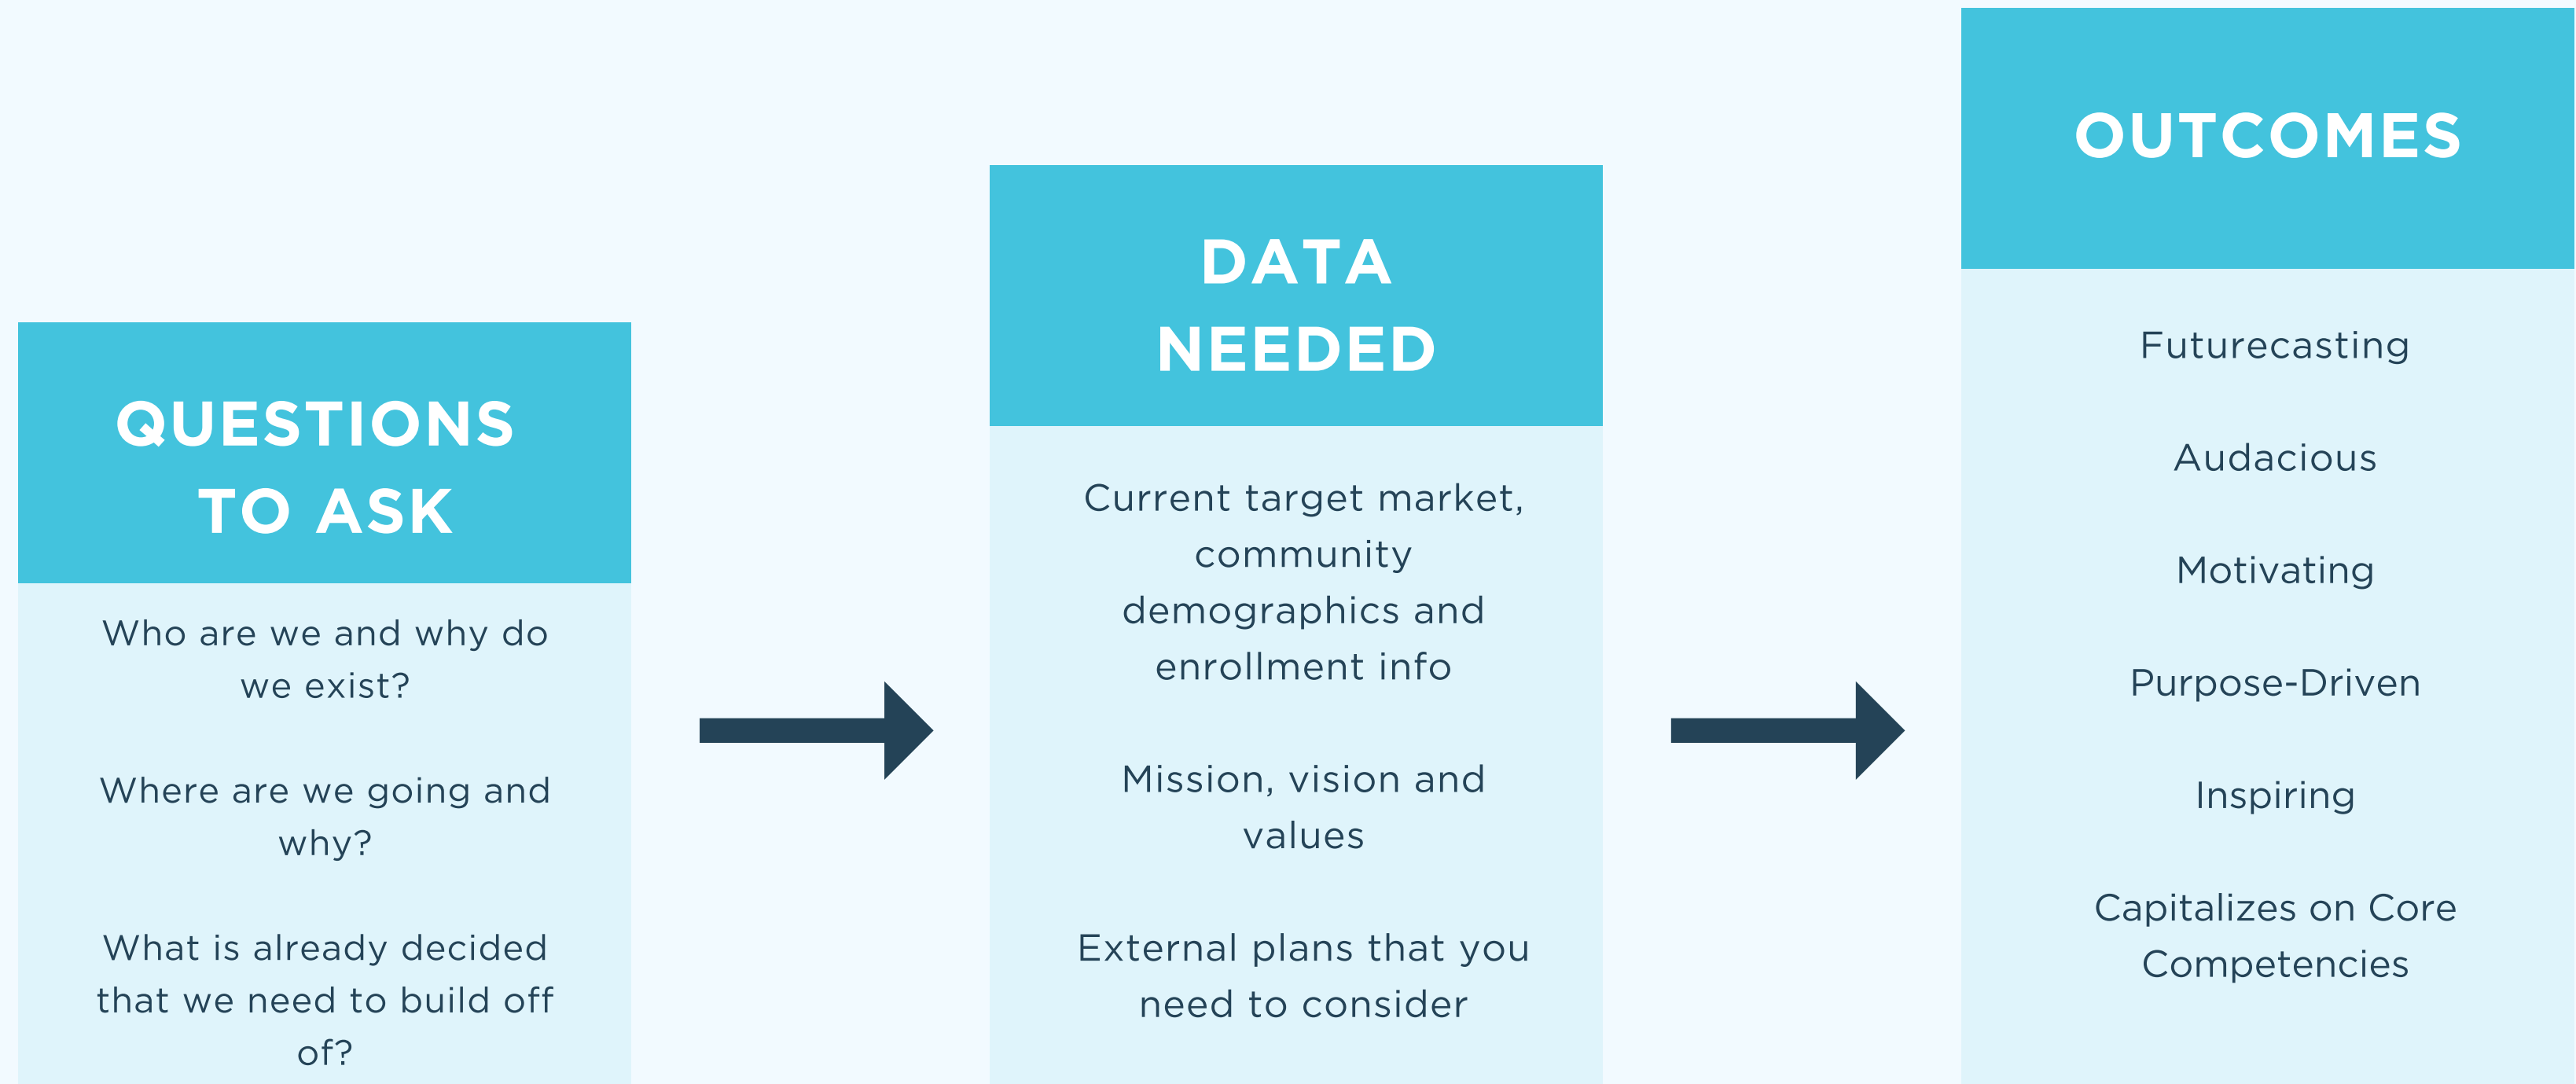 QUESTIONS
TO ASK
Who are we and why do
we exist?
Where are we going and
why?
What is already decided
that we need to build off
of?
DATA
NEEDED
Current target market,
community
demographics and
enrollment info
Mission, vision and
values
External plans that you
need to consider
OUTCOMES
Futurecasting
Audacious
Motivating
Purpose-Driven
Inspiring
Capitalizes on Core
Competencies